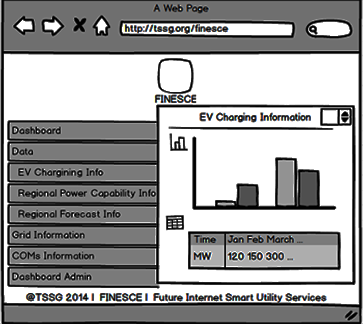 A Web Page
http://tssg.org/finesce
FINESCE
EV Charging Information
Dashboard
Data
EV Chargining Info
Regional Power Capability Info
Regional Forecast Info
Grid Information
COMs Information
Dashboard Admin
Time Jan Feb March ...
MW 120 150 300 ...
@TSSG 2014 | FINESCE | Future Internet Smart Utility Services